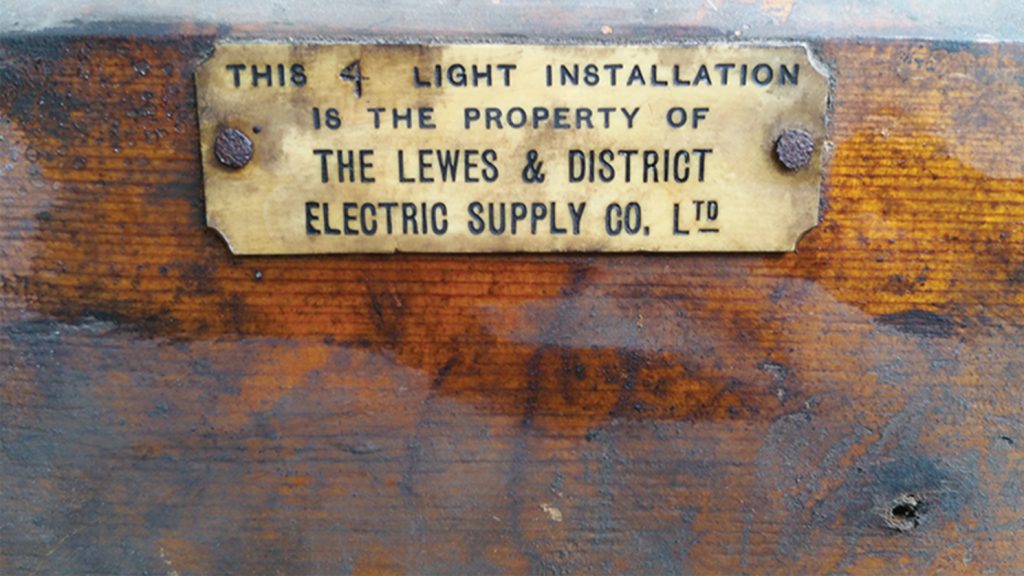 THIS 4 LIGHT INSTALLATION
IS THE PROPERTY OF
THE LEWES & DISTRICT
ELECTRIC SUPPLY CO. LTD